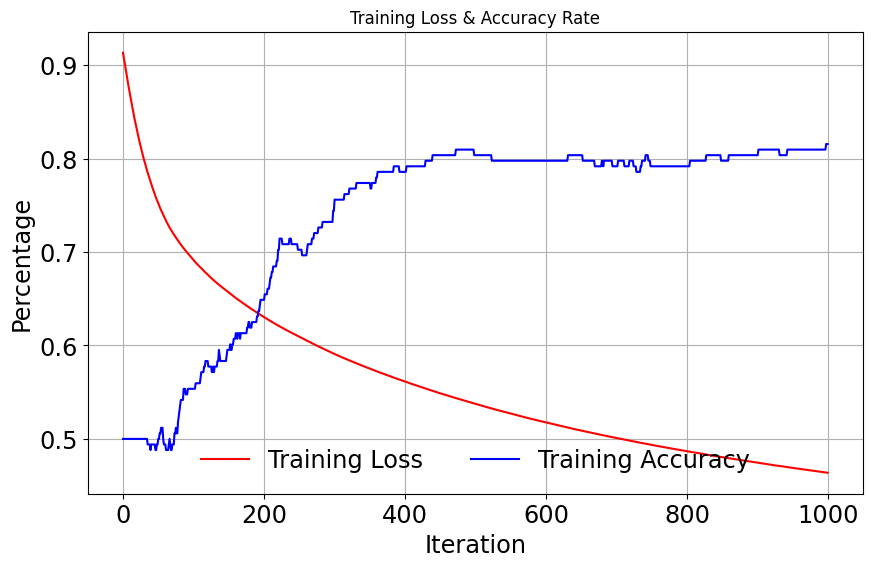 Training Loss & Accuracy Rate
Percentage
0.9
0.8
0.7
0.6
0.5
Training Loss
Training Accuracy
0
200
400
600
800
1000
Iteration